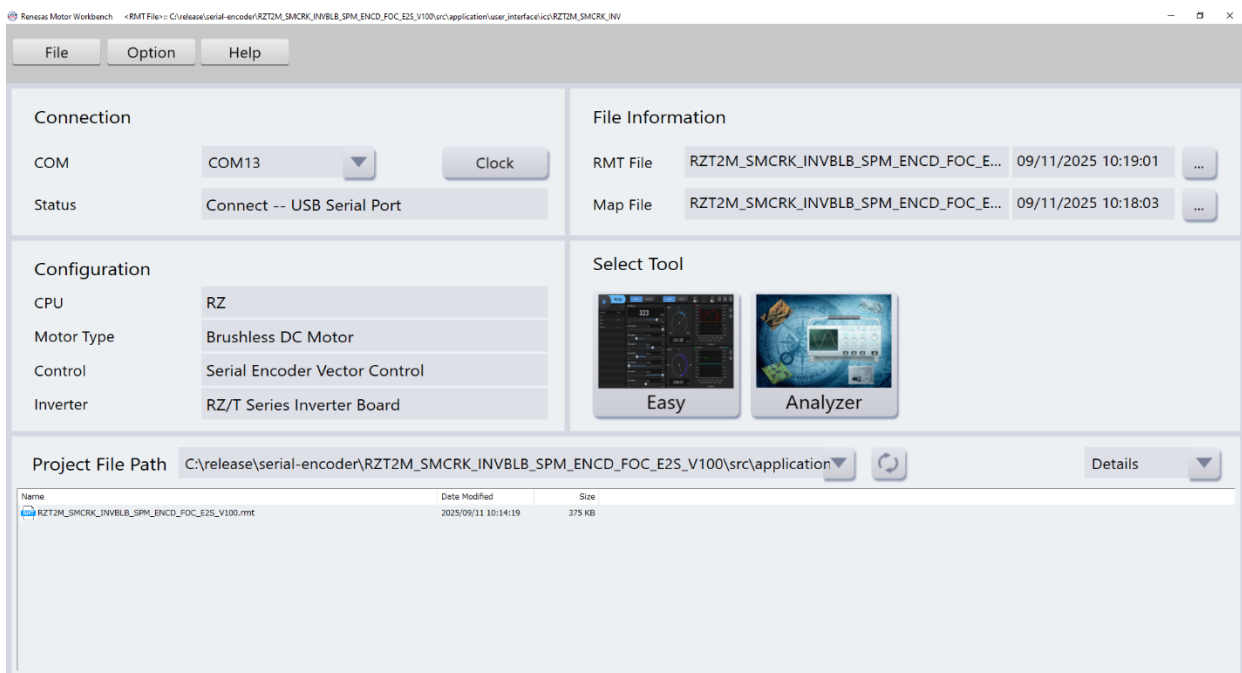 Renesas Motor Workbench <RMT File>:: C:\release\serial-encoder\RZT2M_SMCRK_INVBLB_SPM_ENCD_FOC_E2S_V100\src\application\user_interface\ics\RZT2M_SMCRK_INV
File Option Help
Connection
COM COM13 Clock
Status Connect -- USB Serial Port
File Information
RMT File RZT2M_SMCRK_INVBLB_SPM_ENCD_FOC_E... 09/11/2025 10:19:01 ...
Map File RZT2M_SMCRK_INVBLB_SPM_ENCD_FOC_E... 09/11/2025 10:18:03 ...
Configuration
CPU RZ
Motor Type Brushless DC Motor
Control Serial Encoder Vector Control
Inverter RZ/T Series Inverter Board
Select Tool
323
Easy Analyzer
Project File Path C:\release\serial-encoder\RZT2M_SMCRK_INVBLB_SPM_ENCD_FOC_E2S_V100\src\application Details
Name Date Modified Size
RMT RZT2M_SMCRK_INVBLB_SPM_ENCD_FOC_E2S_V100.rmt 2025/09/11 10:14:19 375 KB